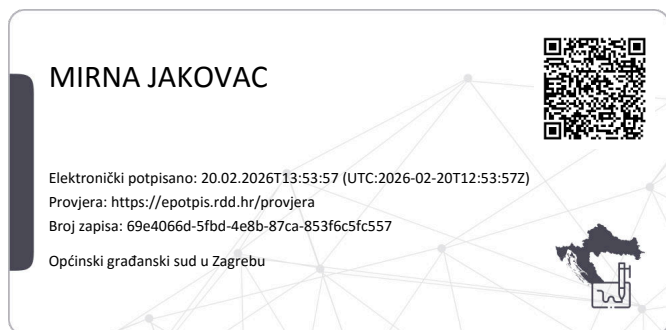 MIRNA JAKOVAC
Elektronički potpisano: 20.02.2026T13:53:57 (UTC:2026-02-20T12:53:57Z)
Provjera: https://epotpis.rdd.hr/provjera
Broj zapisa: 69e4066d-5fbd-4e8b-87ca-853f6c5fc557
Općinski građanski sud u Zagrebu